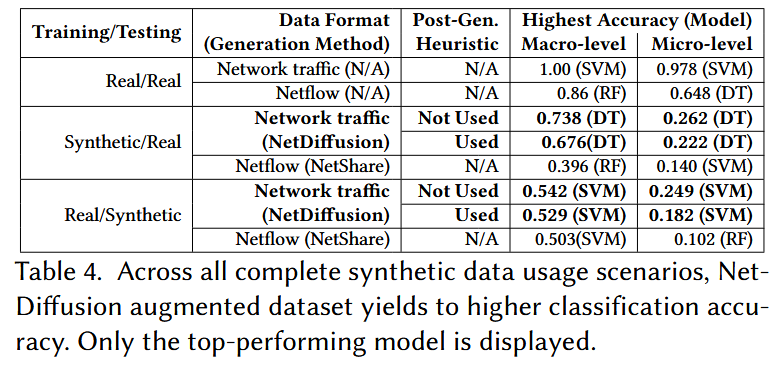 Training/Testing Data Format (Generation Method) Post-Gen. Heuristic Highest Accuracy (Model)
Macro-level Micro-level
Real/Real Network traffic (N/A) N/A 1.00 (SVM) 0.978 (SVM)
Netflow (N/A) N/A 0.86 (RF) 0.648 (DT)
Synthetic/Real Network traffic (NetDiffusion) Not Used 0.738 (DT) 0.262 (DT)
Used 0.676(DT) 0.222 (DT)
Netflow (NetShare) N/A 0.396 (RF) 0.140 (SVM)
Real/Synthetic Network traffic (NetDiffusion) Not Used 0.542 (SVM) 0.249 (SVM)
Used 0.529 (SVM) 0.182 (SVM)
Netflow (NetShare) N/A 0.503(SVM) 0.102 (RF)
Table 4. Across all complete synthetic data usage scenarios, Net-
Diffusion augmented dataset yields to higher classification accu-
racy. Only the top-performing model is displayed.